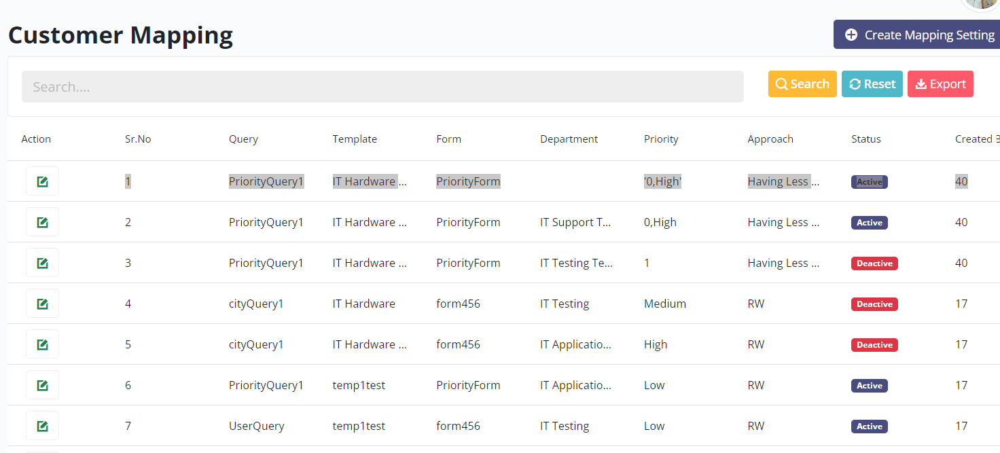 Customer Mapping
Create Mapping Setting
Search....
Search Reset Export
Action Sr.No Query Template Form Department Priority Approach Status Created
1 PriorityQuery1 IT Hardware ... PriorityForm '0,High' Having Less ... Active 40
2 PriorityQuery1 IT Hardware ... PriorityForm IT Support T... 0,High Having Less ... Active 40
3 PriorityQuery1 IT Hardware ... PriorityForm IT Testing Te... 1 Having Less ... Deactive 40
4 cityQuery1 IT Hardware form456 IT Testing Medium RW Deactive 17
5 cityQuery1 IT Hardware ... form456 IT Applicatio... High RW Deactive 17
6 PriorityQuery1 temp1test PriorityForm IT Applicatio... Low RW Active 17
7 UserQuery temp1test form456 IT Testing Low RW Active 17